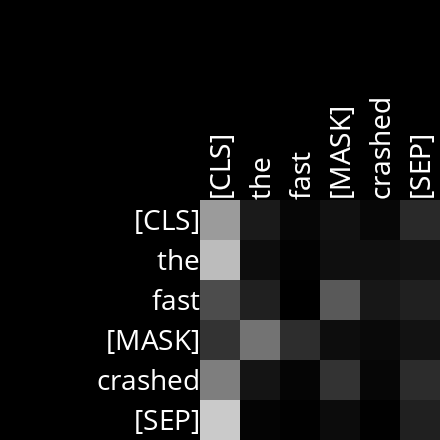 [CLS]
the
fast
[MASK]
crashed
[SEP]
[CLS]
the
fast
[MASK]
crashed
[SEP]